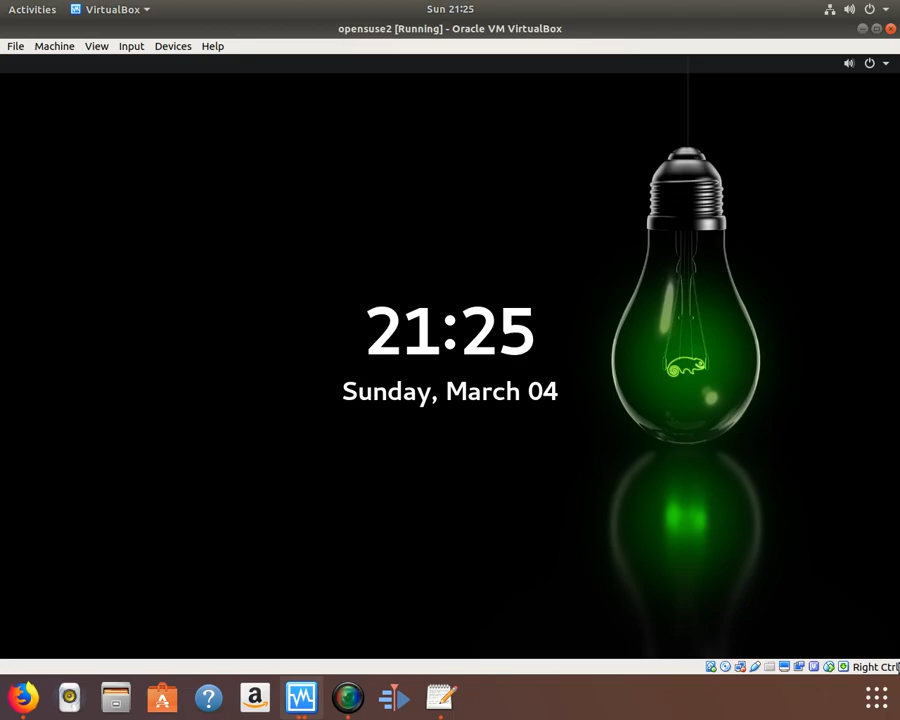 Activities VirtualBox Sun 21:25
opensuse2 [Running] - Oracle VM VirtualBox
File Machine View Input Devices Help
21:25
Sunday, March 04
Right Ctrl